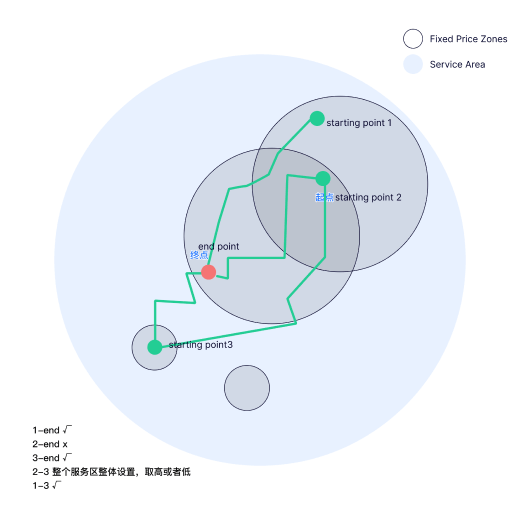 Fixed Price Zones
Service Area
starting point 1
起点 starting point 2
end point
终点
starting point3
1-end √
2-end x
3-end √
2-3 整个服务区整体设置，取高或者低
1-3 √